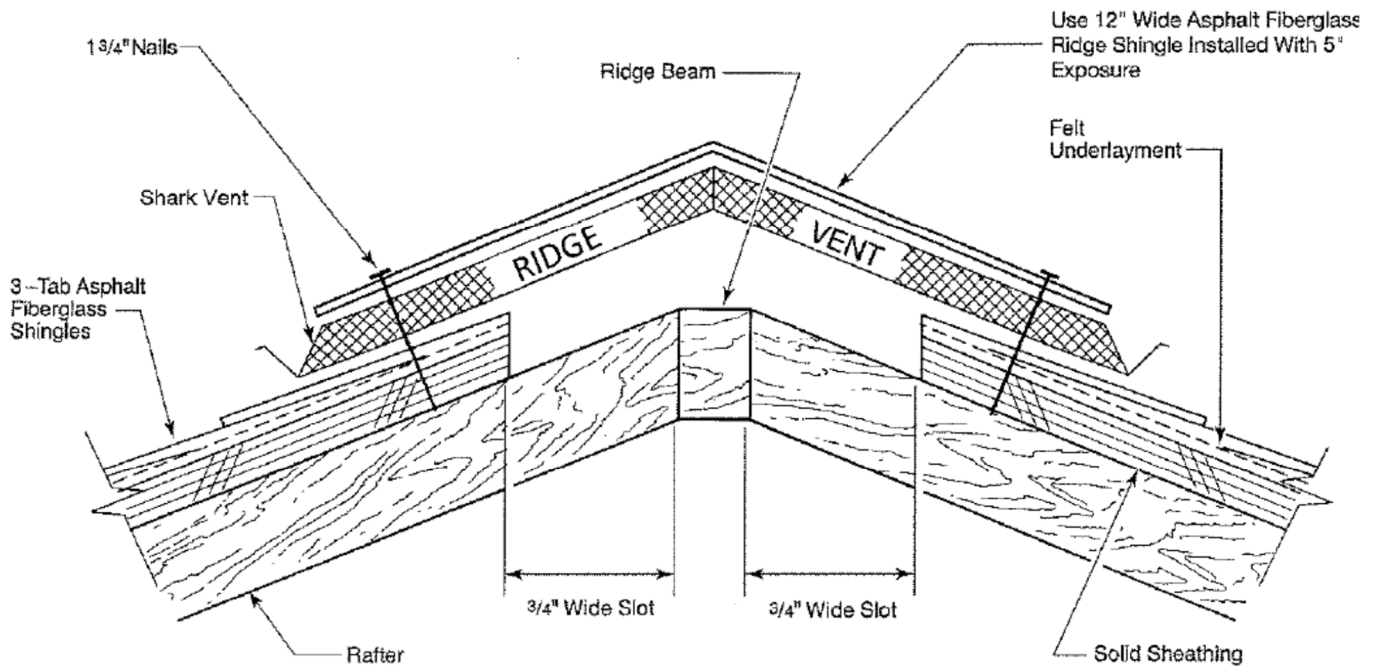 1 3/4" Nails
Use 12" Wide Asphalt Fiberglass
Ridge Shingle Installed With 5"
Exposure
Ridge Beam
Felt
Underlayment
Shark Vent
RIDGE
VENT
3-Tab Asphalt
Fiberglass
Shingles
3/4" Wide Slot
3/4" Wide Slot
Rafter
Solid Sheathing